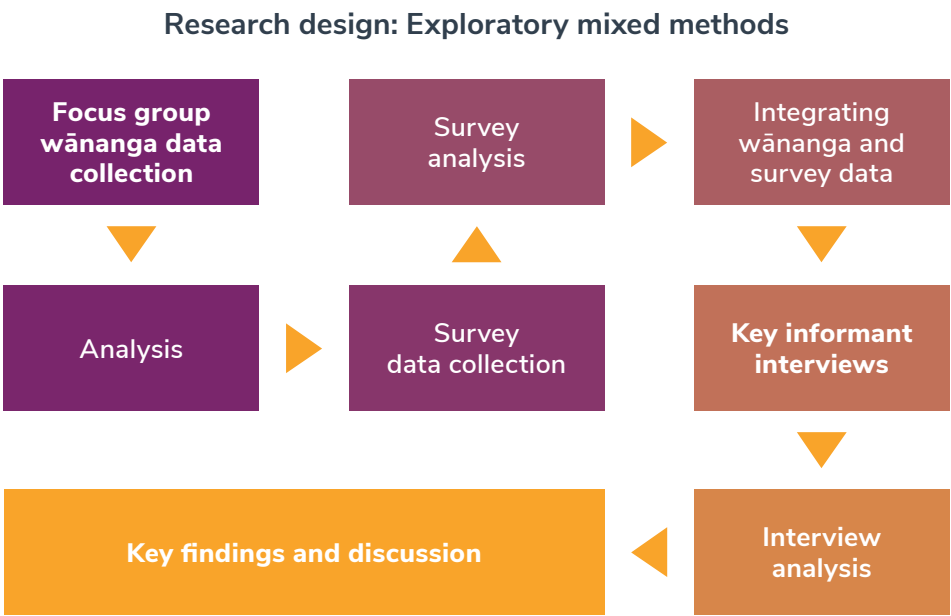 Research design: Exploratory mixed methods
Focus group
wānanga data
collection
Analysis
Survey
data collection
Survey
analysis
Integrating
wānanga and
survey data
Key informant
interviews
Interview
analysis
Key findings and discussion